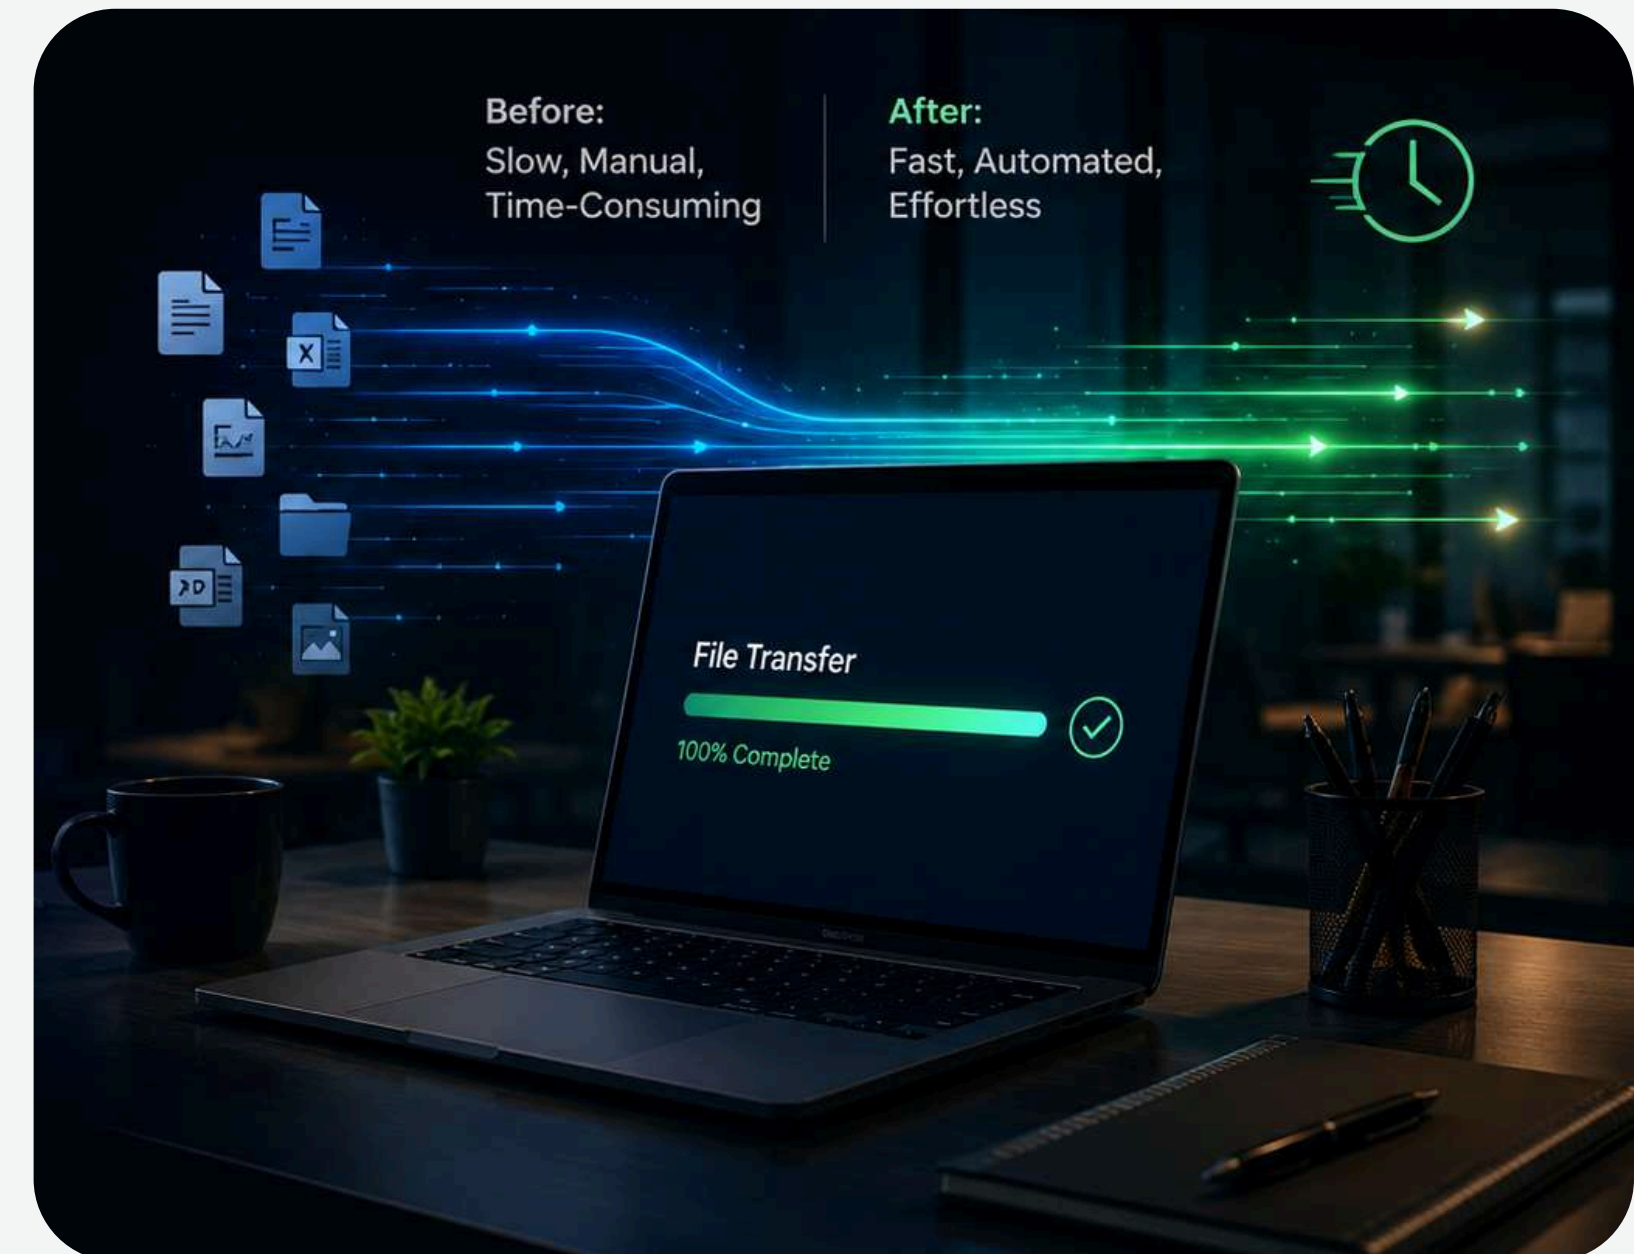 Before:
Slow, Manual,
Time-Consuming
After:
Fast, Automated,
Effortless
X
File Transfer
100% Complete